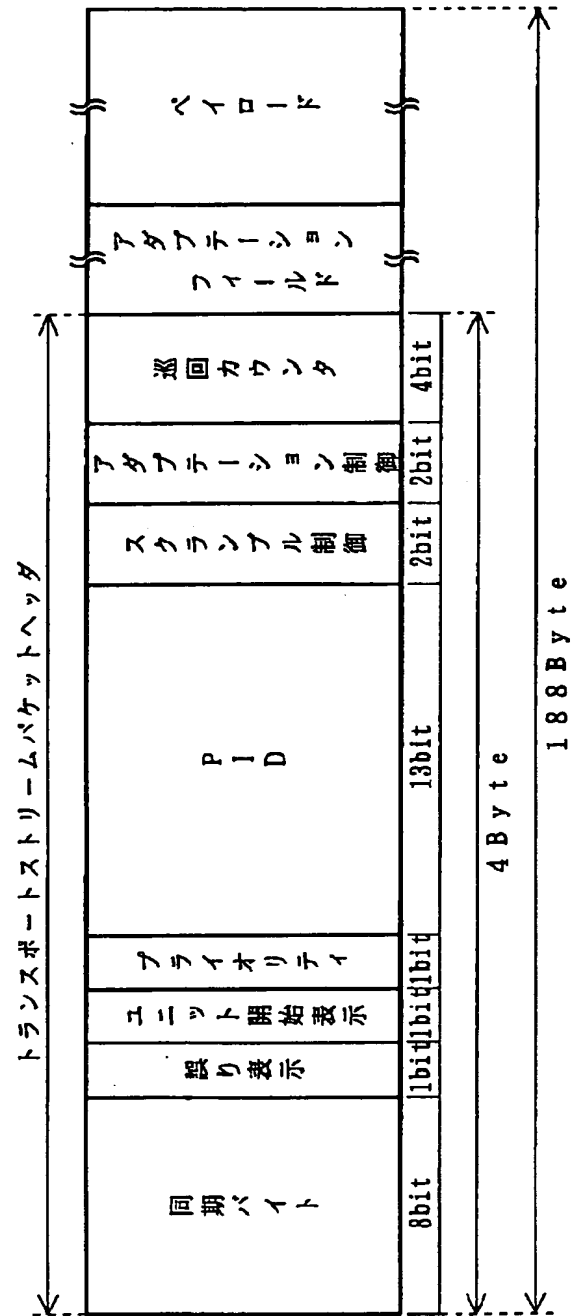 トランスポートストリームパケットヘッダ
同期バイト
誤り表示
ユニット開始表示
プライオリティ
PID
スクランブル制御
アダプテーション制御
巡回カウンタ
アダプテーション
フィールド
ペイロード
8bit
1bit
1bit
1bit
13bit
2bit
2bit
4bit
4Byte
188Byte